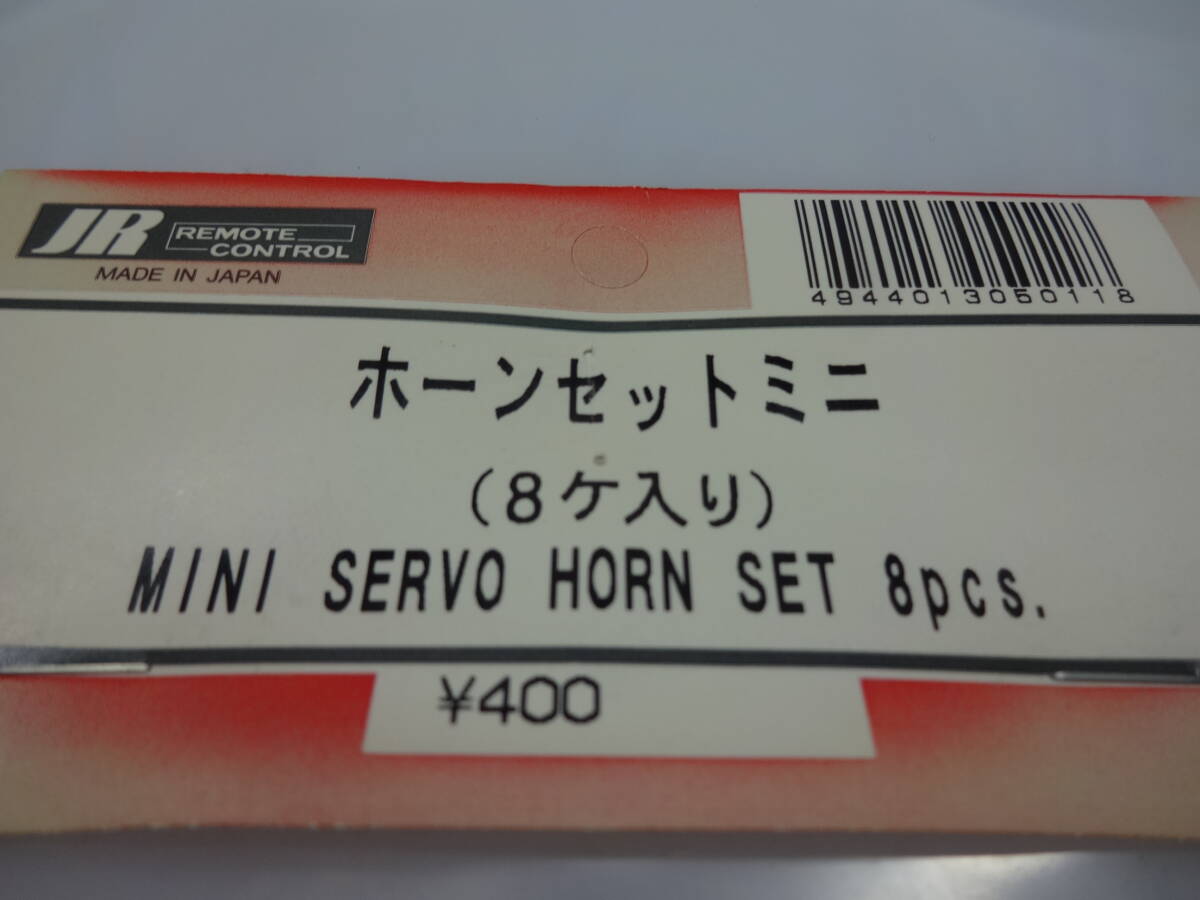 JR REMOTE CONTROL
MADE IN JAPAN
4944013050118
ホーンセットミニ
(8ケ入り)
MINI SERVO HORN SET 8pcs.
¥400